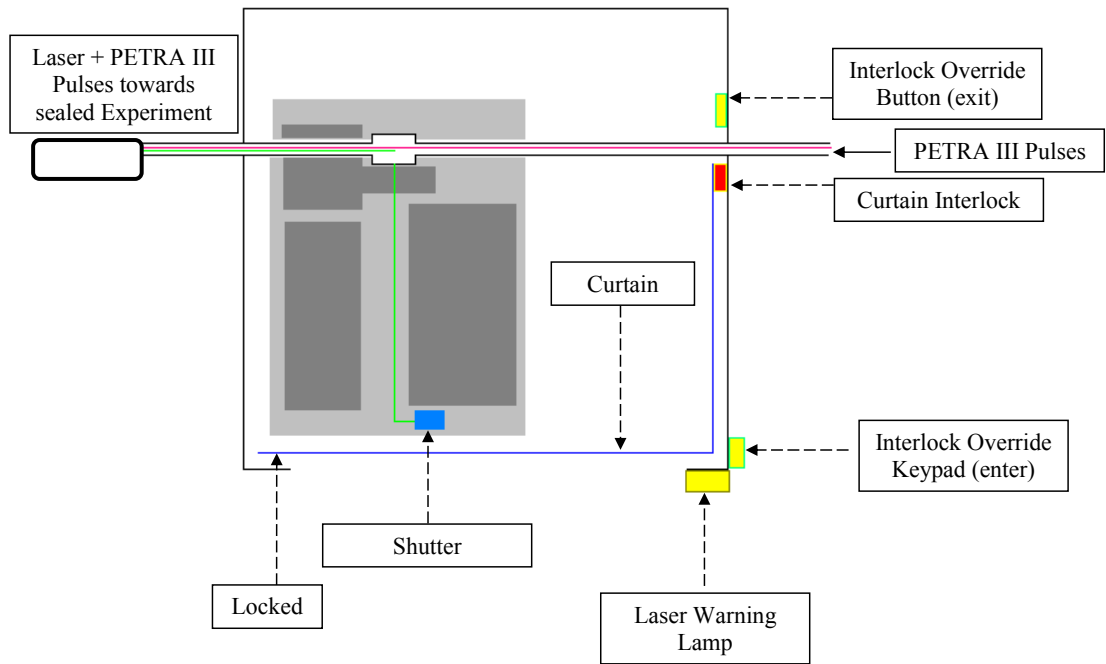 Laser + PETRA III
Pulses towards
sealed Experiment
Interlock Override
Button (exit)
PETRA III Pulses
Curtain Interlock
Curtain
Interlock Override
Keypad (enter)
Shutter
Locked
Laser Warning
Lamp